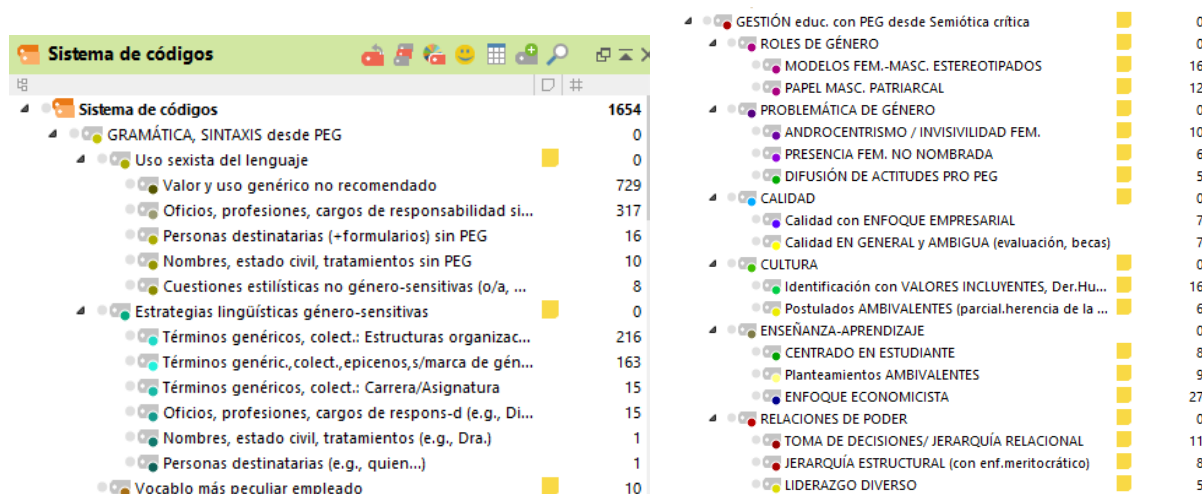 Sistema de códigos
#
Sistema de códigos 1654
GRAMÁTICA, SINTAXIS desde PEG 0
Uso sexista del lenguaje 0
Valor y uso genérico no recomendado 729
Oficios, profesiones, cargos de responsabilidad si... 317
Personas destinatarias (+formularios) sin PEG 16
Nombres, estado civil, tratamientos sin PEG 10
Cuestiones estilísticas no género-sensitivas (o/a, ... 8
Estrategias lingüísticas género-sensitivas 0
Términos genéricos, colect.: Estructuras organizac... 216
Términos genéric.,colect.,epicenos,s/marca de gén... 163
Términos genéricos, colect.: Carrera/Asignatura 15
Oficios, profesiones, cargos de respons-d (e.g., Di... 15
Nombres, estado civil, tratamientos (e.g., Dra.) 1
Personas destinatarias (e.g., quien...) 1
Vocablo más peculiar empleado 10
GESTIÓN educ. con PEG desde Semiótica crítica 0
ROLES DE GÉNERO 0
MODELOS FEM.-MASC. ESTEREOTIPADOS 16
PAPEL MASC. PATRIARCAL 12
PROBLEMÁTICA DE GÉNERO 0
ANDROCENTRISMO / INVISIVILIDAD FEM. 10
PRESENCIA FEM. NO NOMBRADA 6
DIFUSIÓN DE ACTITUDES PRO PEG 5
CALIDAD 0
Calidad con ENFOQUE EMPRESARIAL 7
Calidad EN GENERAL y AMBIGUA (evaluación, becas) 7
CULTURA 0
Identificación con VALORES INCLUYENTES, Der.Hu... 16
Postulados AMBIVALENTES (parcial.herencia de la ... 6
ENSEÑANZA-APRENDIZAJE 0
CENTRADO EN ESTUDIANTE 8
Planteamientos AMBIVALENTES 9
ENFOQUE ECONOMICISTA 27
RELACIONES DE PODER 0
TOMA DE DECISIONES/ JERARQUÍA RELACIONAL 11
JERARQUÍA ESTRUCTURAL (con enf.meritocrático) 8
LIDERAZGO DIVERSO 5